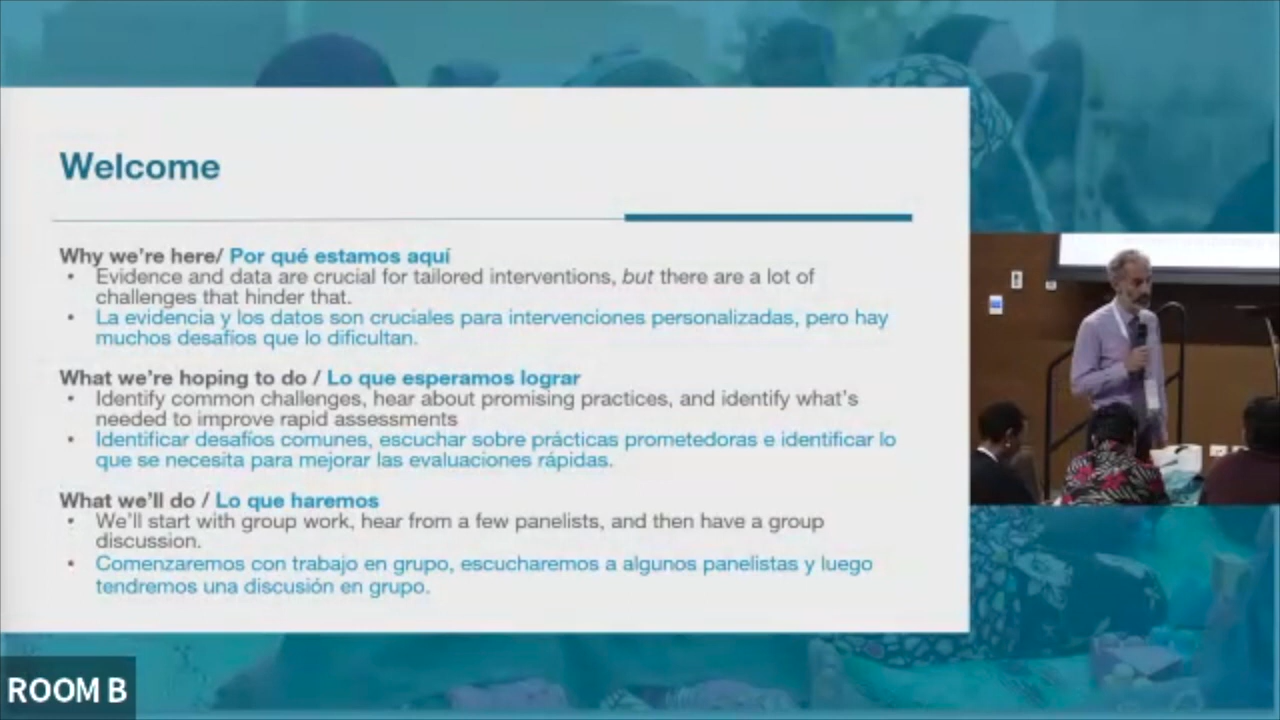 Welcome
Why we're here/ Por qué estamos aquí
• Evidence and data are crucial for tailored interventions, but there are a lot of
challenges that hinder that.
• La evidencia y los datos son cruciales para intervenciones personalizadas, pero hay
muchos desafíos que lo dificultan.
What we're hoping to do / Lo que esperamos lograr
• Identify common challenges, hear about promising practices, and identify what's
needed to improve rapid assessments
• Identificar desafíos comunes, escuchar sobre prácticas prometedoras e identificar lo
que se necesita para mejorar las evaluaciones rápidas.
What we'll do / Lo que haremos
• We'll start with group work, hear from a few panelists, and then have a group
discussion.
• Comenzaremos con trabajo en grupo, escucharemos a algunos panelistas y luego
tendremos una discusión en grupo.
ROOM B